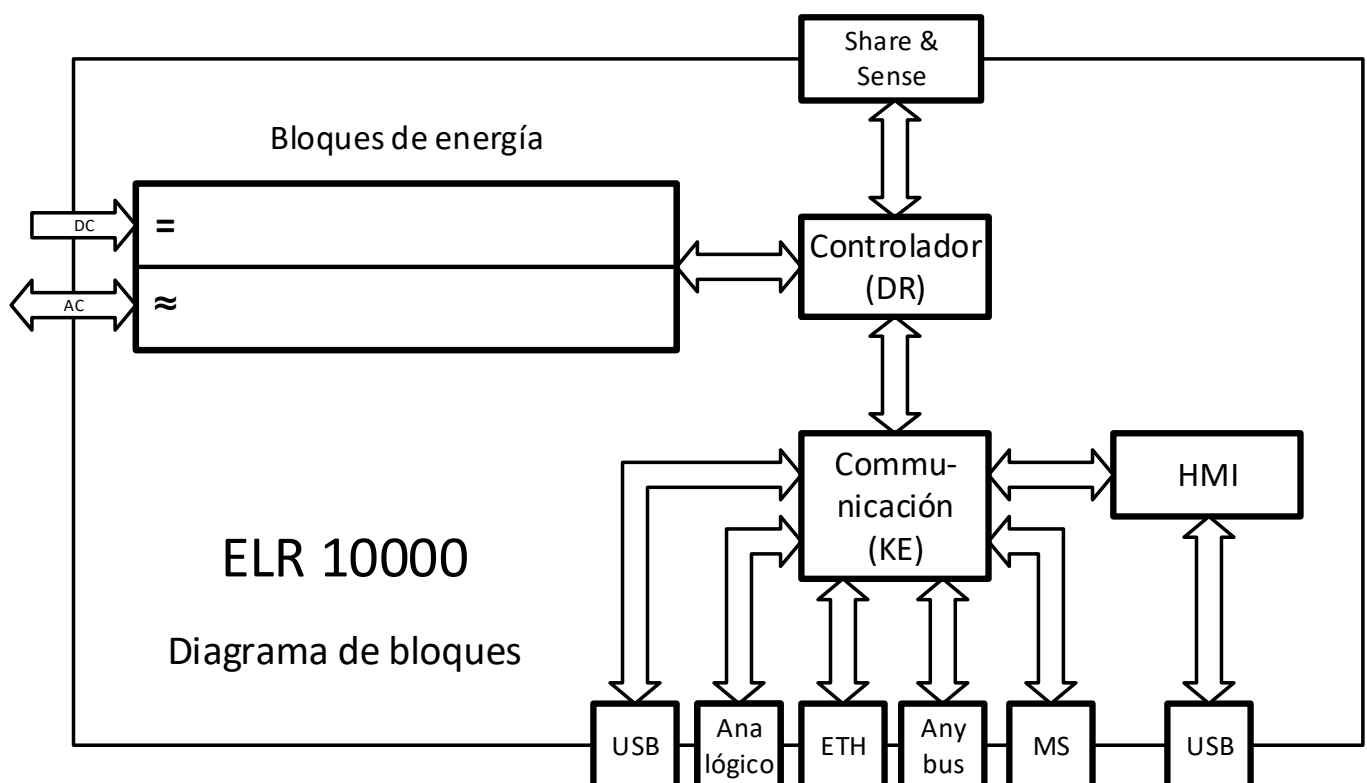 Share &
Sense
Bloques de energía
DC
=
AC
≈
Controlador
(DR)
Commu-
nicación
(KE)
HMI
ELR 10000
Diagrama de bloques
USB
Ana
lógico
ETH
Any
bus
MS
USB